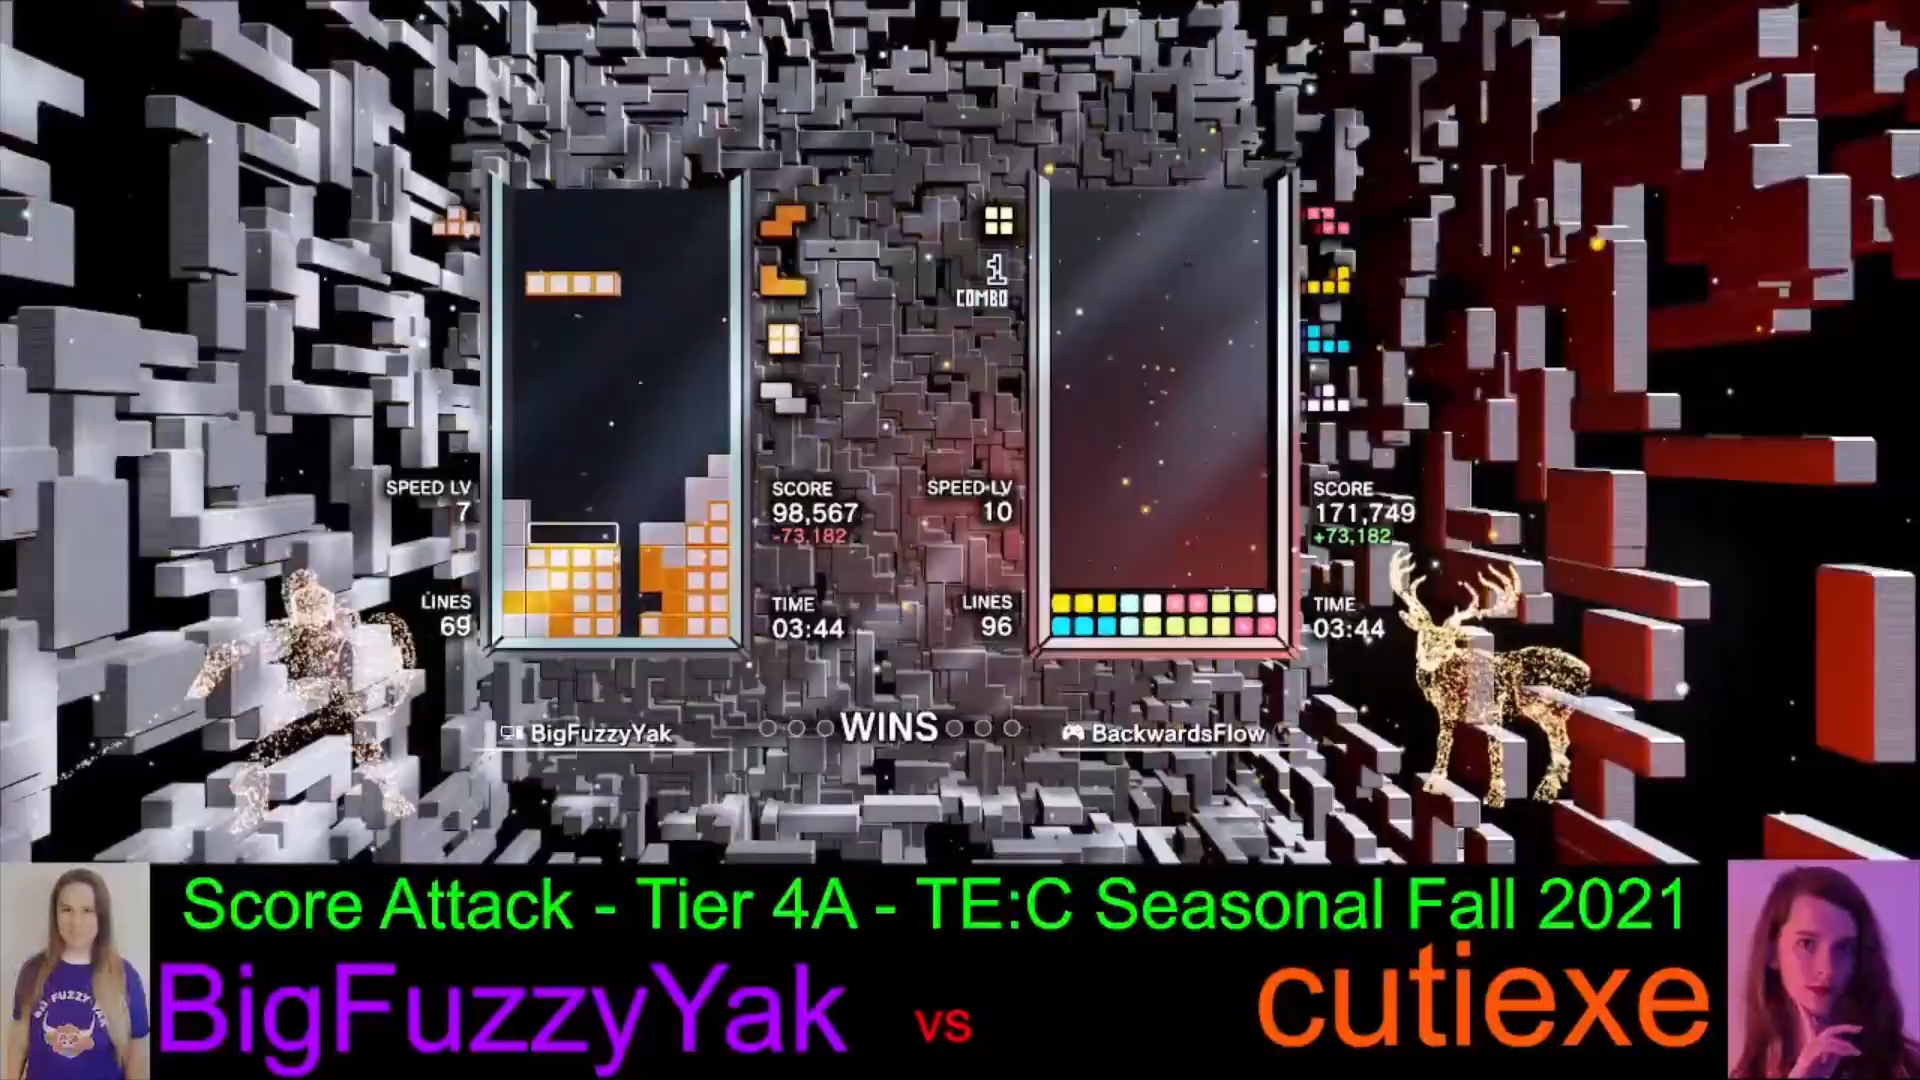 1
COMBO
SPEED LV
7
SCORE
98,567
-73,182
SPEED LV
10
SCORE
171,749
+73,182
LINES
69
TIME
03:44
LINES
96
TIME
03:44
BigFuzzyYak
WINS
BackwardsFlow
Score Attack - Tier 4A - TE:C Seasonal Fall 2021
BigFuzzyYak
vs
cutiexe